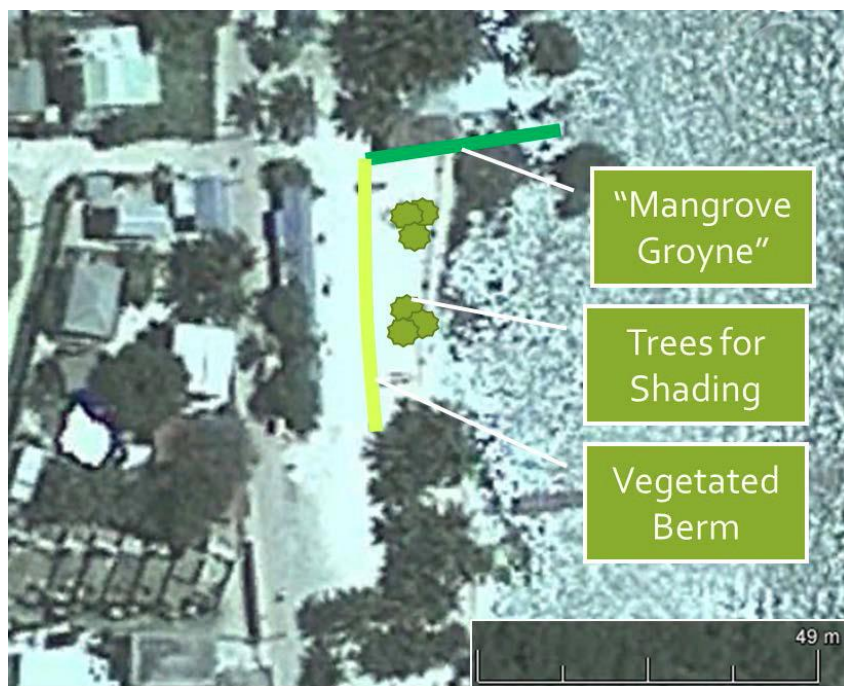 “Mangrove
Groyne”
Trees for
Shading
Vegetated
Berm
49 m